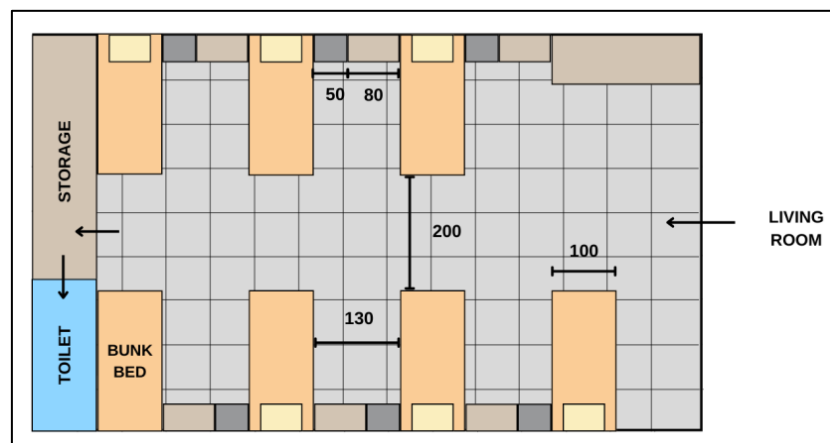 50
80
STORAGE
200
LIVING
ROOM
100
130
TOILET
BUNK
BED